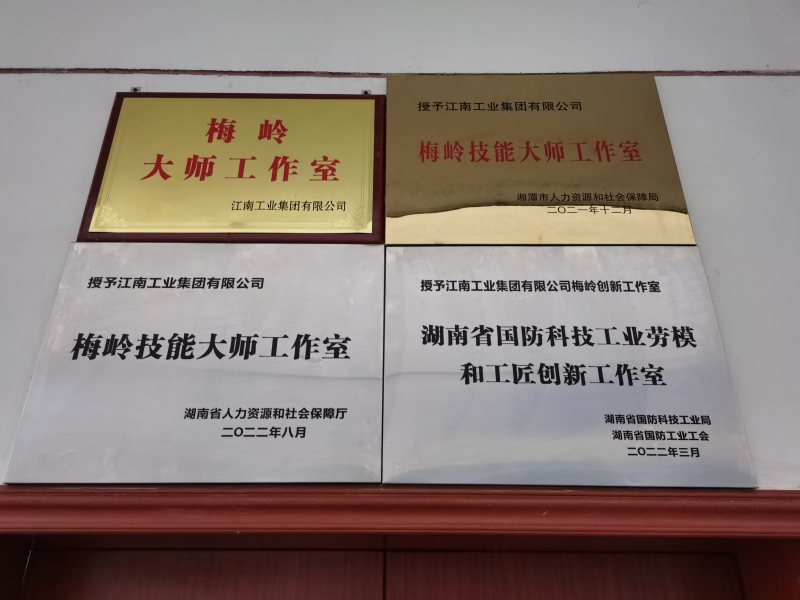 梅岭
大师工作室
江南工业集团有限公司
授予江南工业集团有限公司
梅岭技能大师工作室
湘潭市人力资源和社会保障局
二〇二一年十二月
授予江南工业集团有限公司
梅岭技能大师工作室
湖南省人力资源和社会保障厅
二〇二二年八月
授予江南工业集团有限公司梅岭创新工作室
湖南省国防科技工业劳模
和工匠创新工作室
湖南省国防科技工业局
湖南省国防工业工会
二〇二二年三月